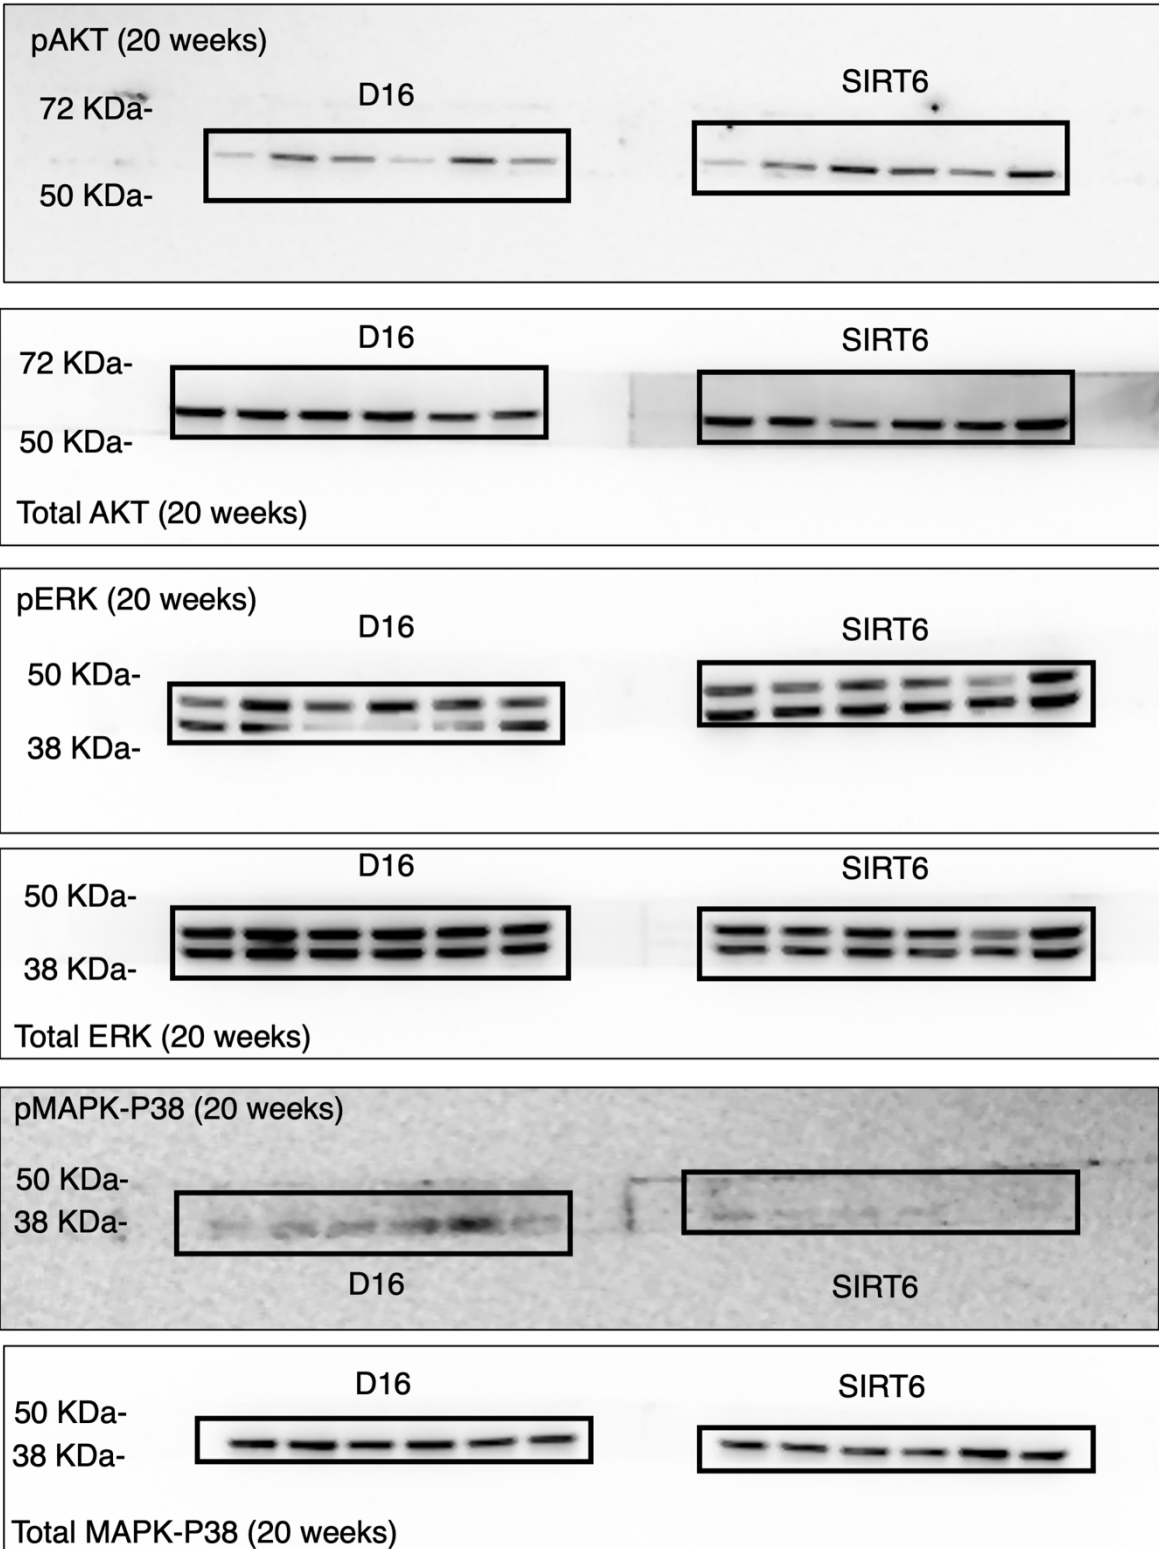 pAKT (20 weeks)
D16
SIRT6
72 KDa-
50 KDa-
D16
SIRT6
72 KDa-
50 KDa-
Total AKT (20 weeks)
pERK (20 weeks)
D16
SIRT6
50 KDa-
38 KDa-
D16
SIRT6
50 KDa-
38 KDa-
Total ERK (20 weeks)
pMAPK-P38 (20 weeks)
50 KDa-
38 KDa-
D16
SIRT6
D16
SIRT6
50 KDa-
38 KDa-
Total MAPK-P38 (20 weeks)